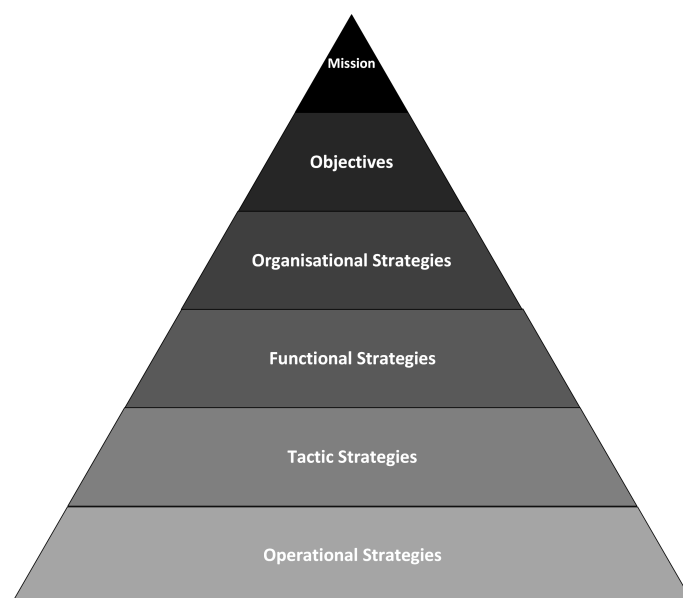 Mission
Objectives
Organisational Strategies
Functional Strategies
Tactic Strategies
Operational Strategies